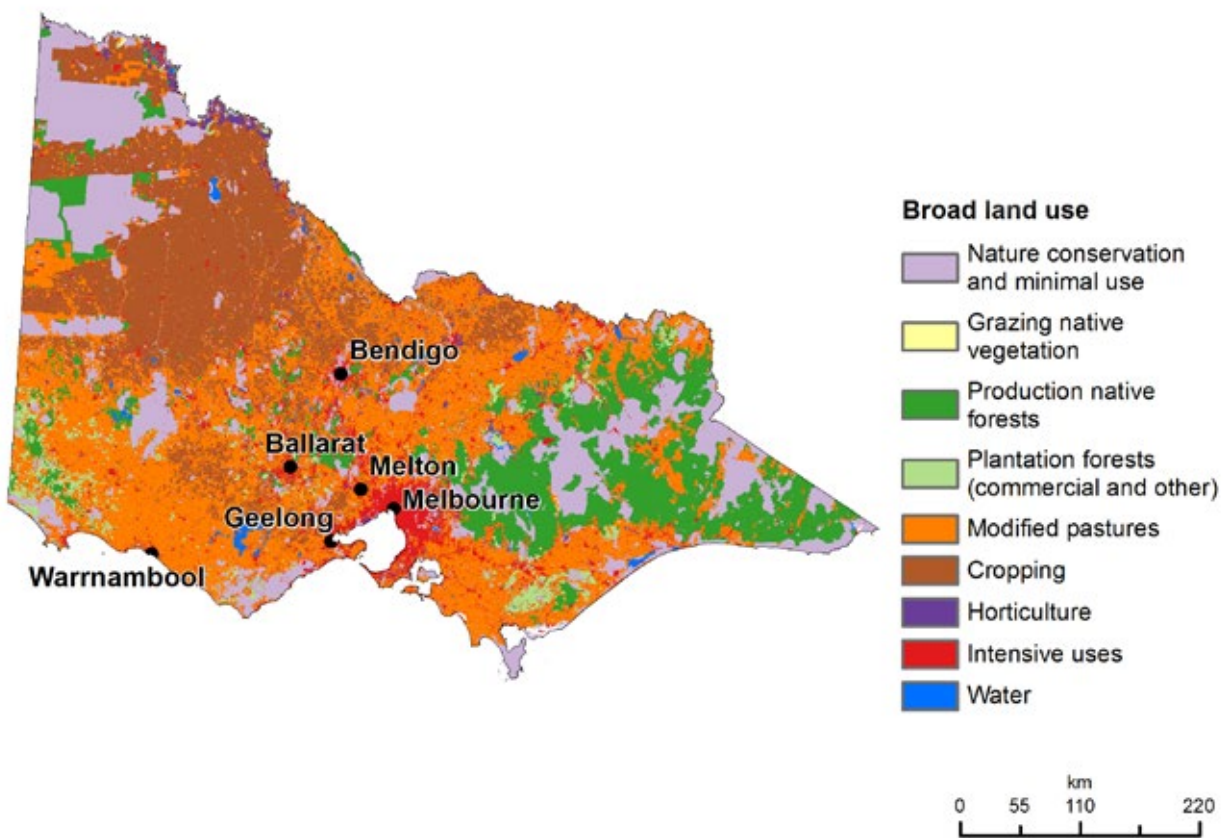 Bendigo
Ballarat
Melton
Melbourne
Geelong
Warrnambool
Broad land use
Nature conservation
and minimal use
Grazing native
vegetation
Production native
forests
Plantation forests
(commercial and other)
Modified pastures
Cropping
Horticulture
Intensive uses
Water
km
0 55 110 220